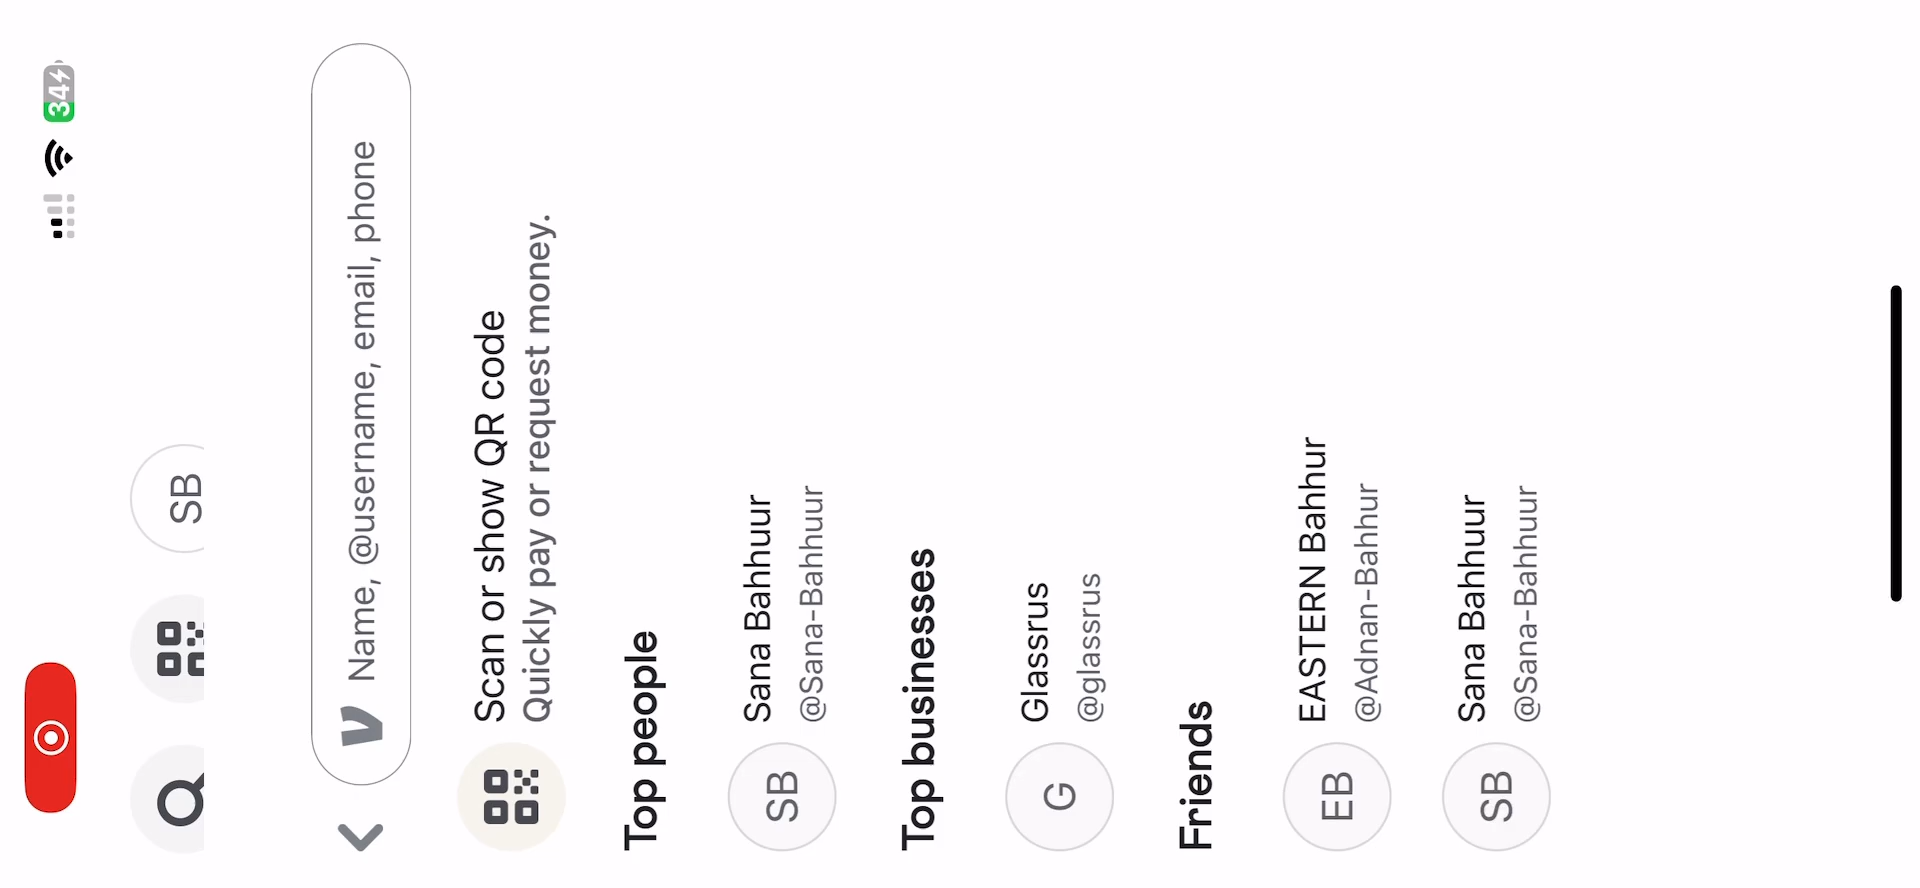 34
SB
Name, @username, email, phone
Scan or show QR code
Quickly pay or request money.
Top people
SB
Sana Bahhuur
@Sana-Bahhuur
Top businesses
G
Glassrus
@glassrus
Friends
EB
EASTERN Bahhur
@Adnan-Bahhur
SB
Sana Bahhuur
@Sana-Bahhuur